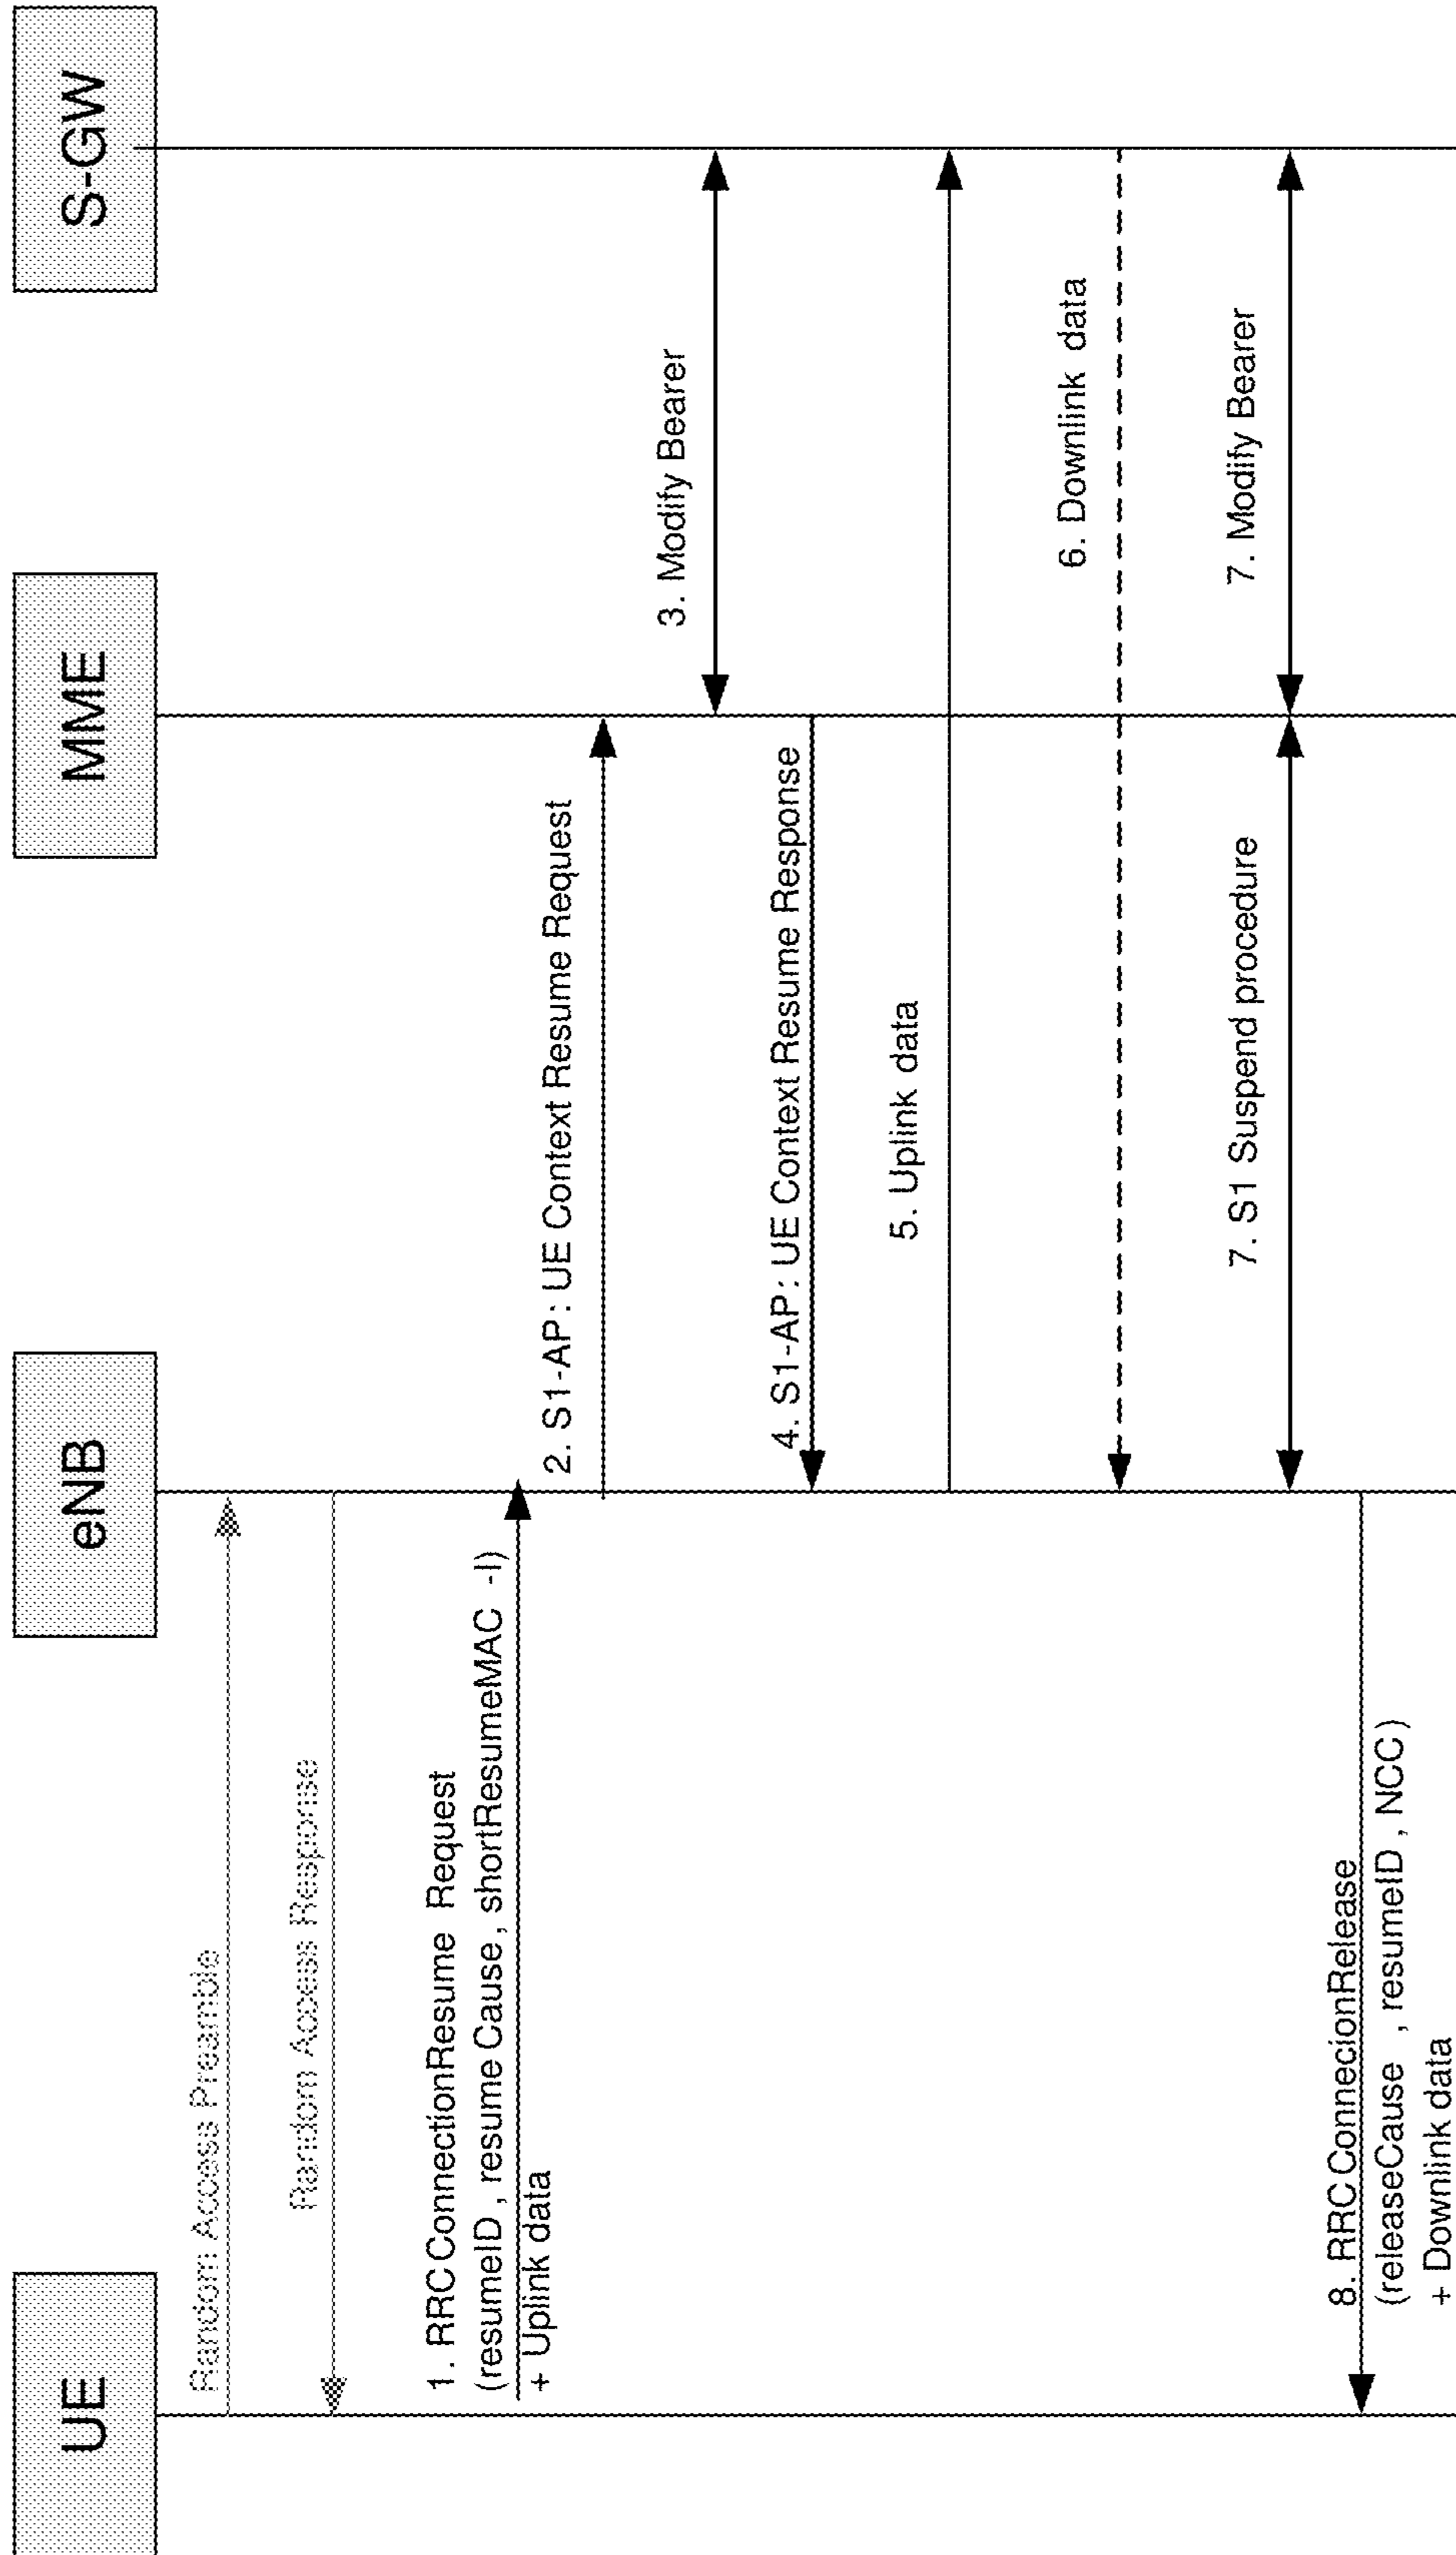 UE
eNB
MME
S-GW
Random Access Preamble
Random Access Response
1. RRCConnectionResume Request
(resumeID , resume Cause , shortResumeMAC -I)
+ Uplink data
2. S1-AP: UE Context Resume Request
3. Modify Bearer
4. S1-AP: UE Context Resume Response
5. Uplink data
6. Downlink data
7. S1 Suspend procedure
7. Modify Bearer
8. RRCConnecionRelease
(releaseCause , resumeID , NCC)
+ Downlink data